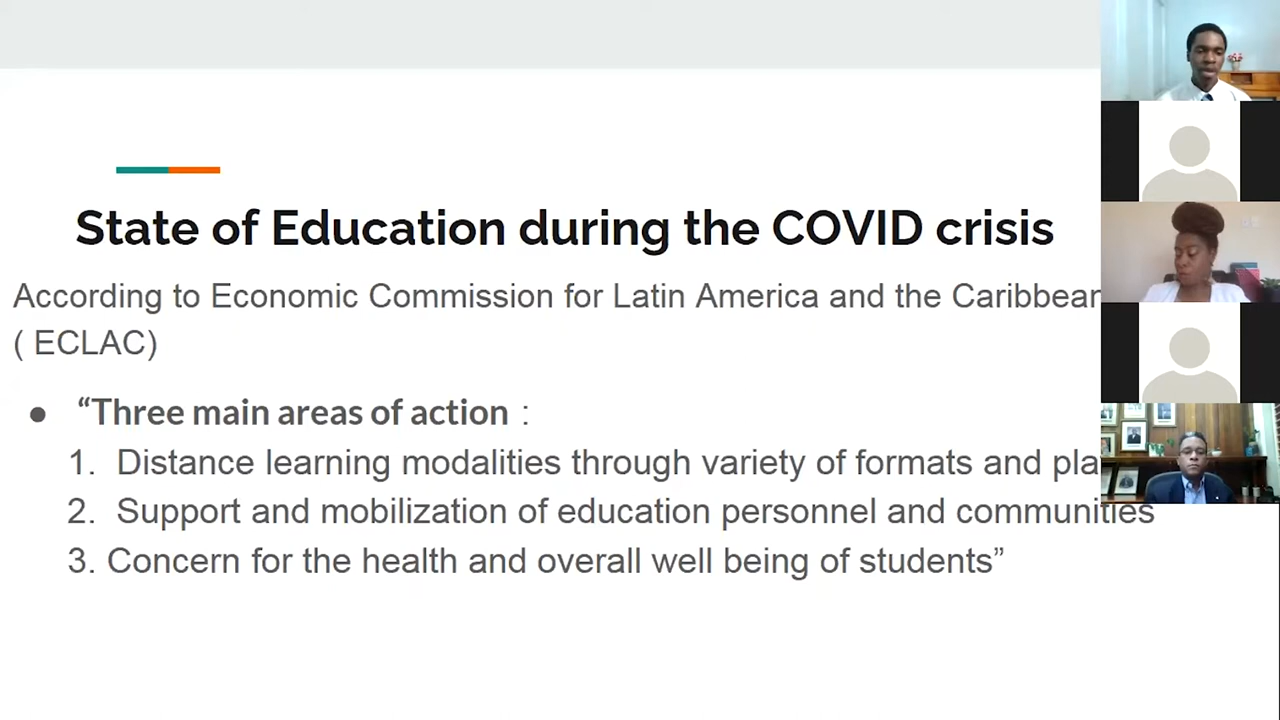 State of Education during the COVID crisis
According to Economic Commission for Latin America and the
( ECLAC)
● “Three main areas of action :
1. Distance learning modalities through variety of formats and
2. Support and mobilization of education personnel and communities
3. Concern for the health and overall well being of students”